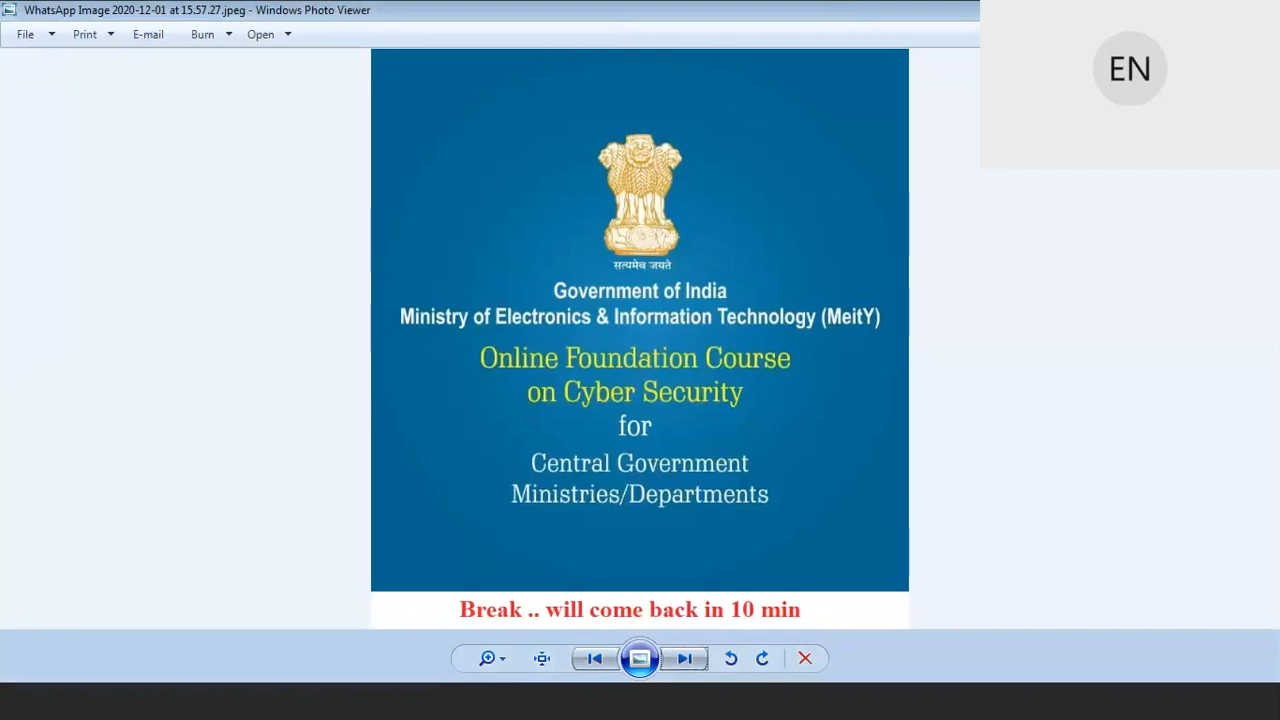 WhatsApp Image 2020-12-01 at 15.57.27.jpeg - Windows Photo Viewer
File Print E-mail Burn Open
EN
सत्यमेव जयते
Government of India
Ministry of Electronics & Information Technology (MeitY)
Online Foundation Course
on Cyber Security
for
Central Government
Ministries/Departments
Break .. will come back in 10 min